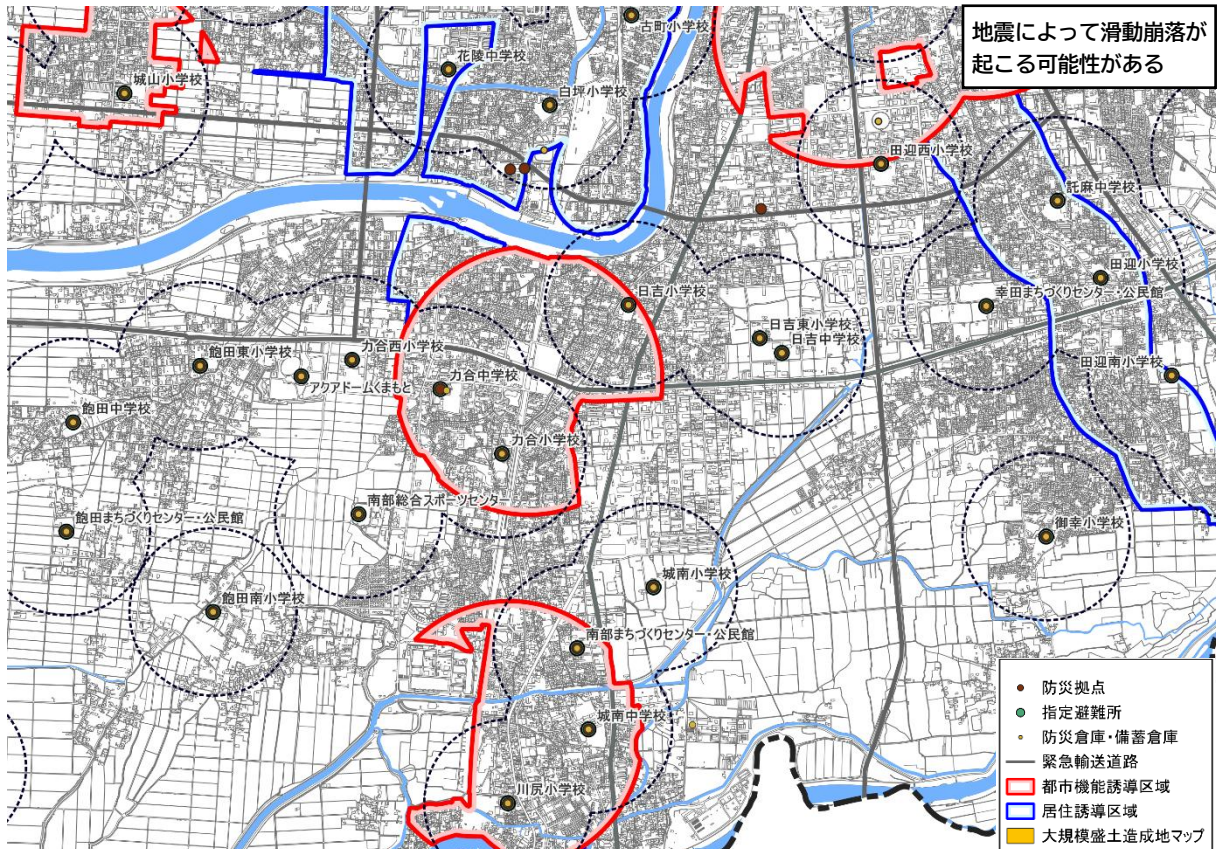 地震によって滑動崩落が
起こる可能性がある
古町小学校
花陵中学校
城山小学校
白坪小学校
田迎西小学校
託麻中学校
田迎小学校
幸田まちづくりセンター・公民館
日吉小学校
日吉東小学校
日吉中学校
力合西小学校
飽田東小学校
アクアドームくまもと
力合中学校
田迎南小学校
飽田中学校
力合小学校
南部総合スポーツセンター
飽田まちづくりセンター・公民館
御幸小学校
城南小学校
飽田南小学校
南部まちづくりセンター・公民館
城南中学校
川尻小学校
防災拠点
指定避難所
防災倉庫・備蓄倉庫
緊急輸送道路
都市機能誘導区域
居住誘導区域
大規模盛土造成地マップ